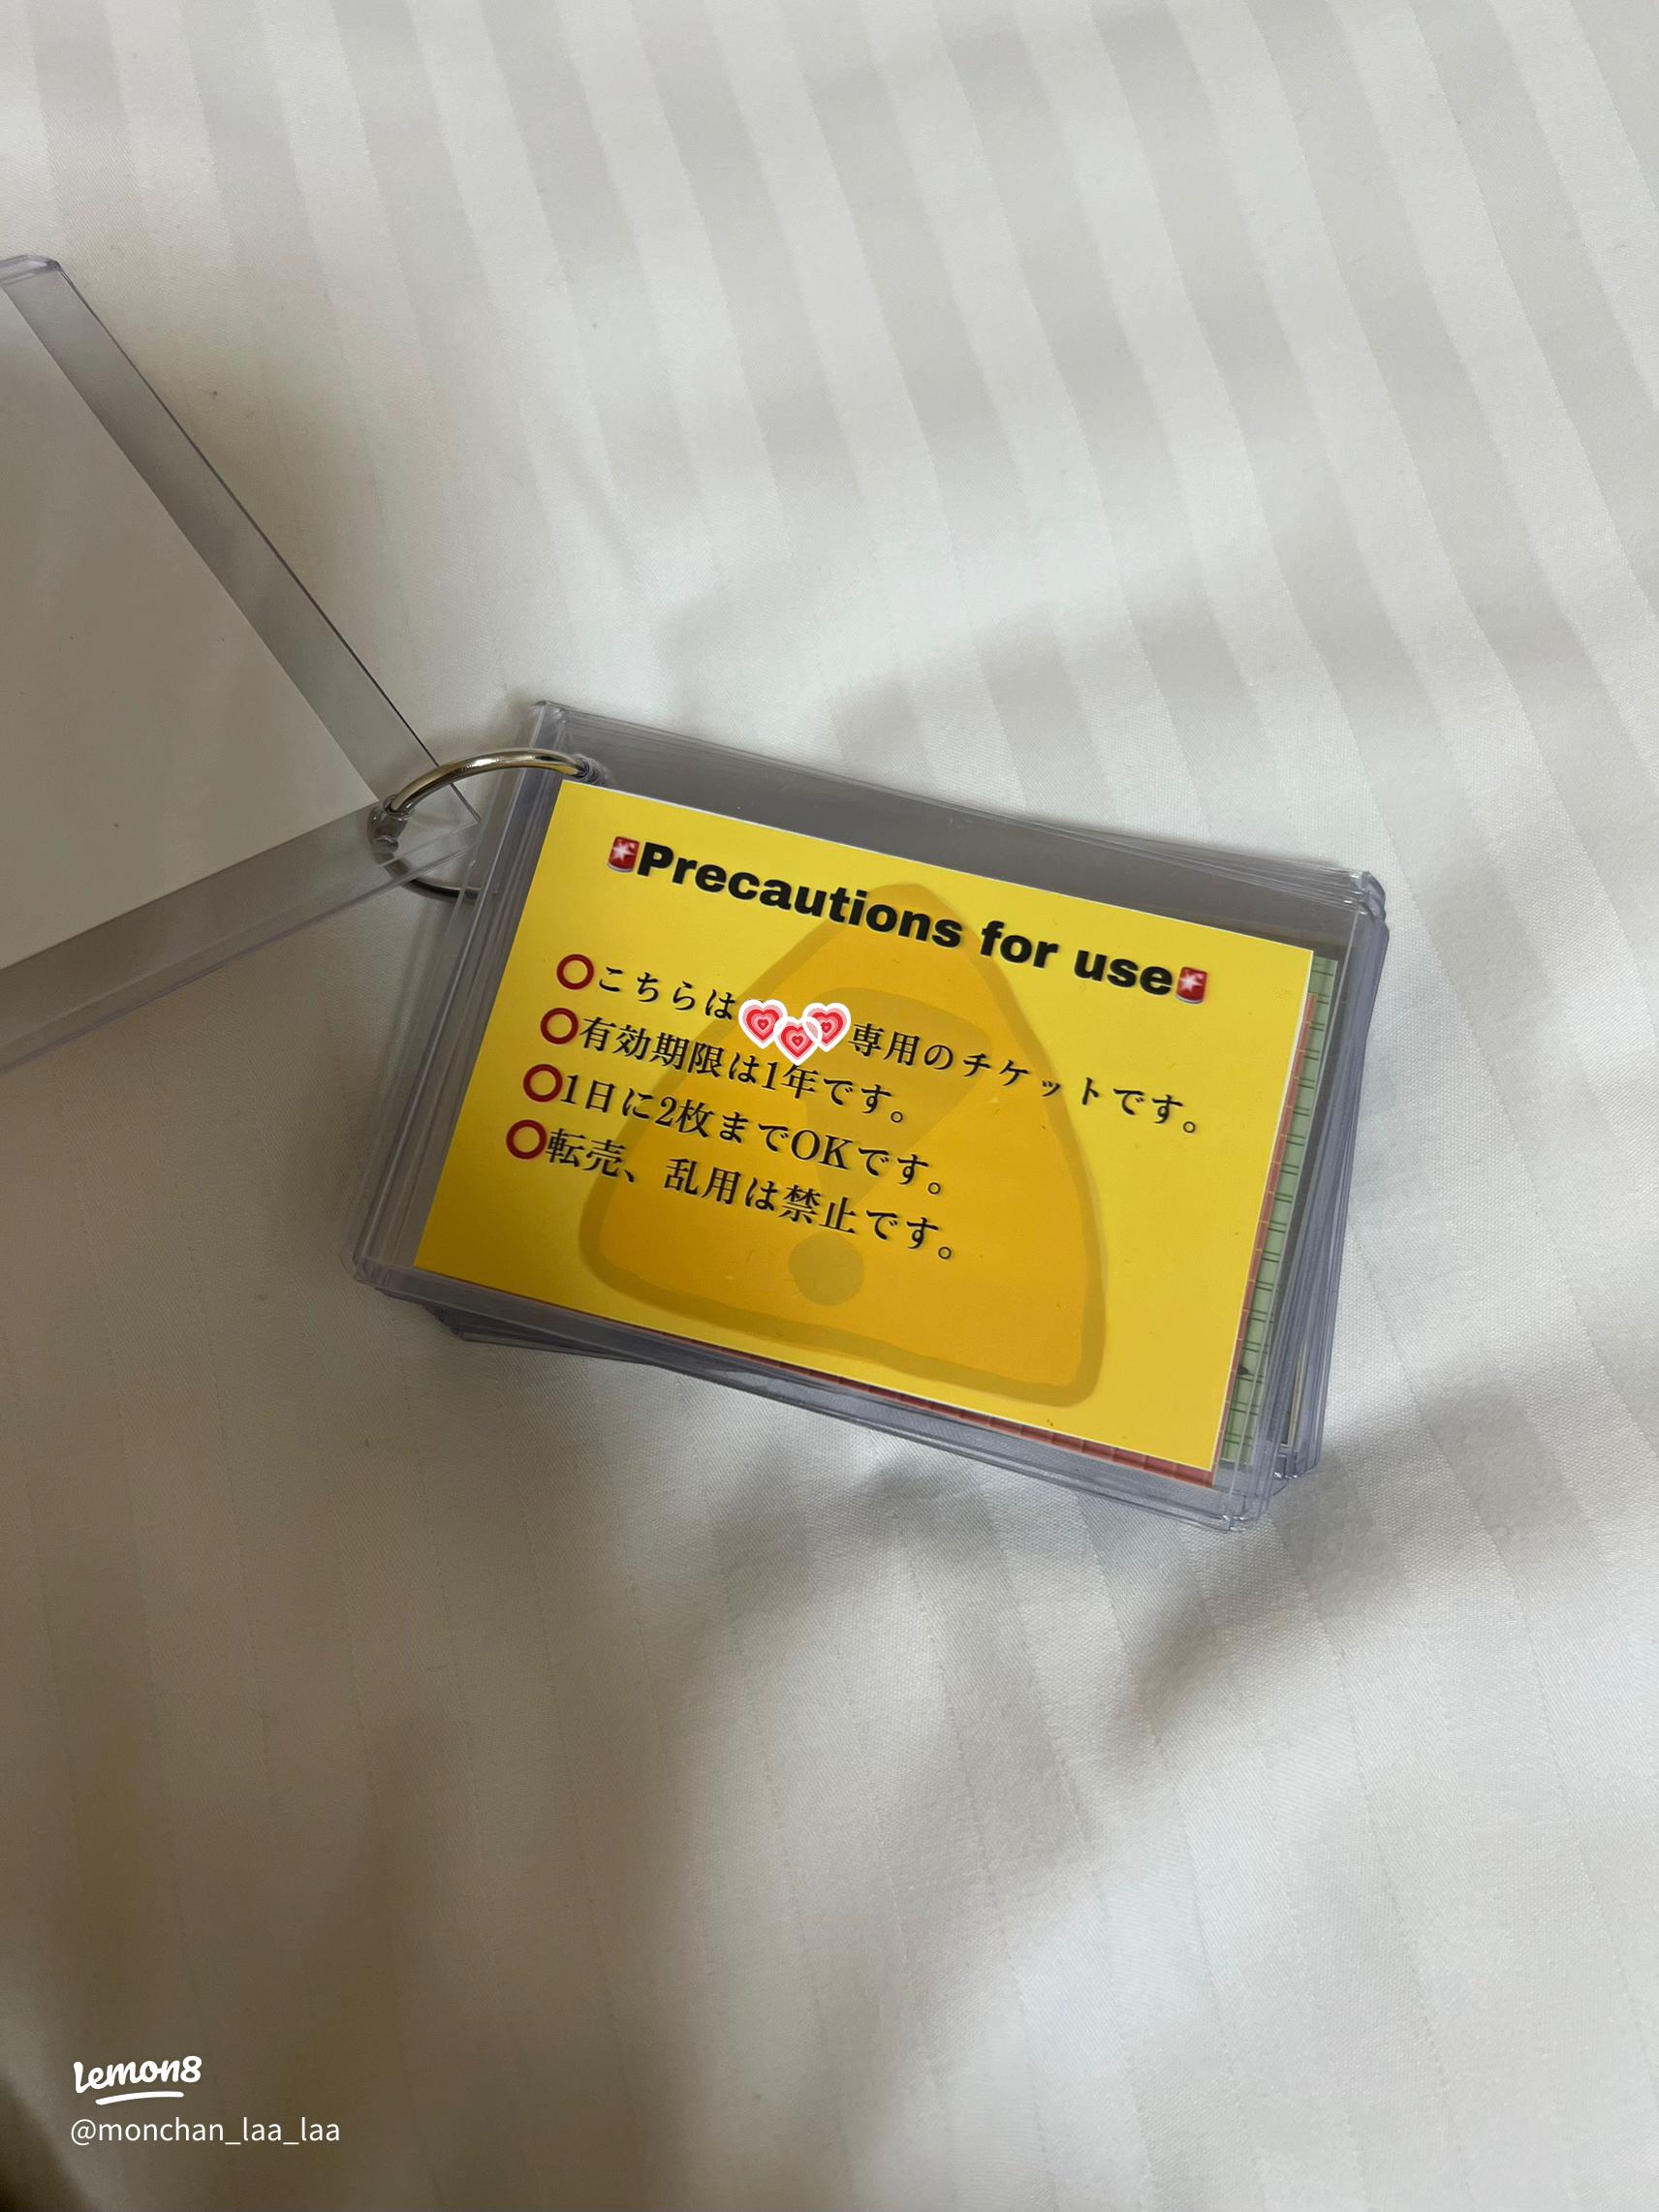 Precautions for use
⭕こちらは専用のチケットです。
⭕有効期限は1年です。
⭕1日に2枚までOKです。
⭕転売、乱用は禁止です。
Lemon8
@monchan_laa_laa